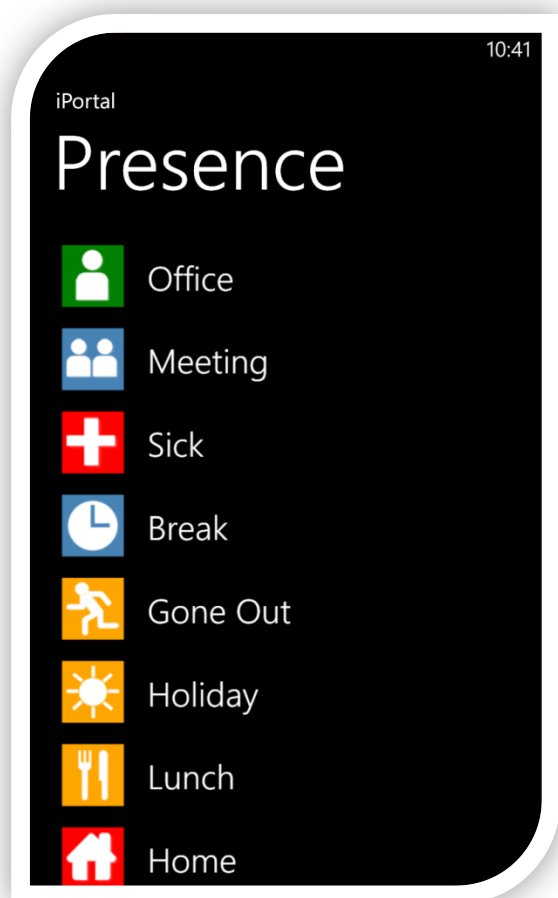 10:41
iPortal
Presence
Office
Meeting
Sick
Break
Gone Out
Holiday
Lunch
Home